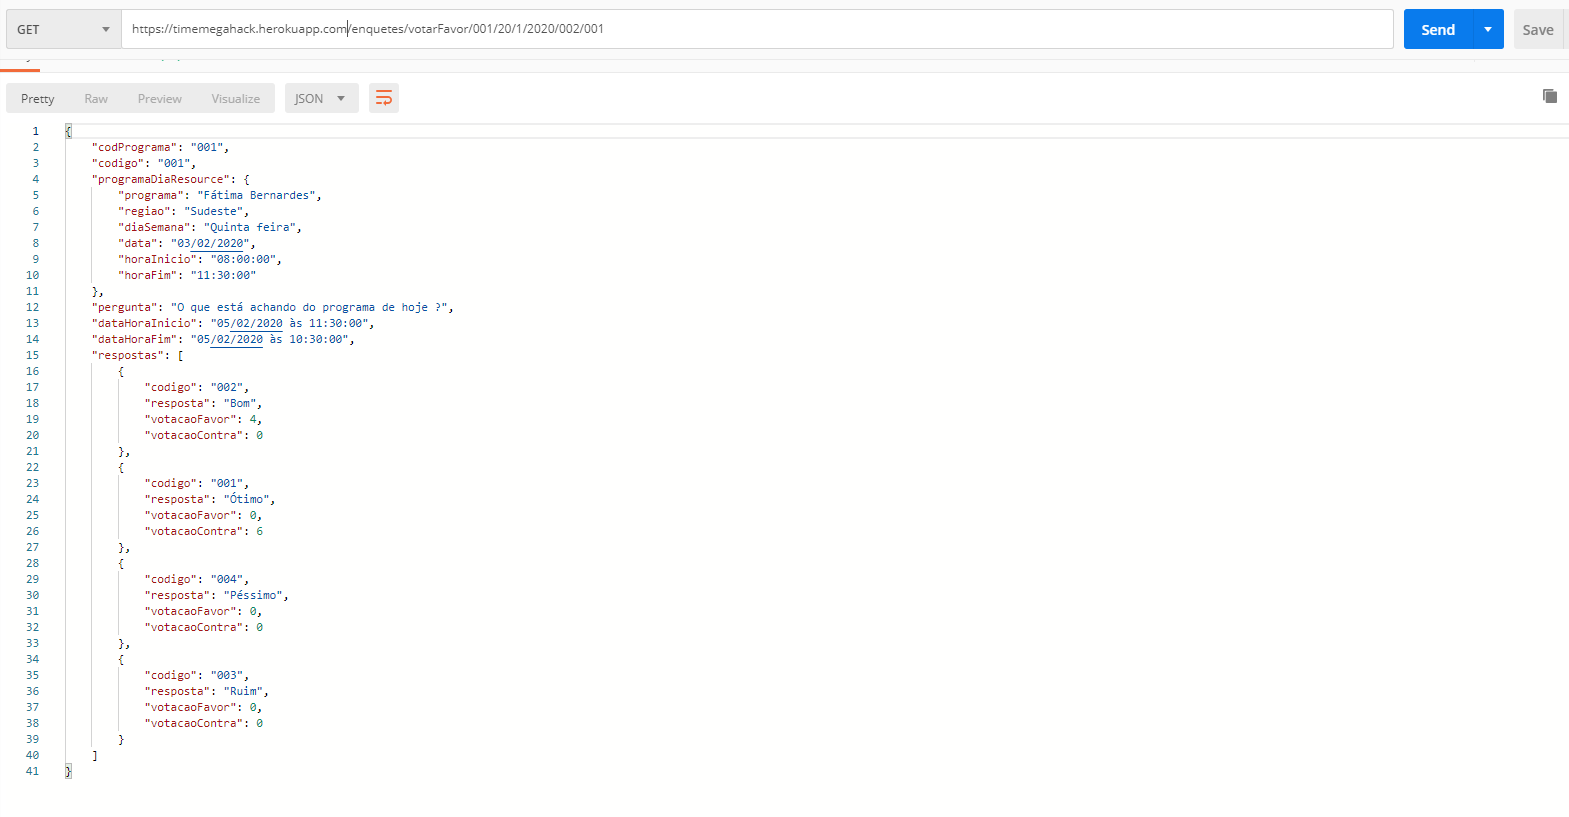 GET https://timemegahack.herokuapp.com/enquetes/votarFavor/001/20/1/2020/002/001 Send Save
Pretty Raw Preview Visualize JSON
1 {
2 "codPrograma": "001",
3 "codigo": "001",
4 "programaDiaResource": {
5 "programa": "Fátima Bernardes",
6 "regiao": "Sudeste",
7 "diaSemana": "Quinta feira",
8 "data": "03/02/2020",
9 "horaInicio": "08:00:00",
10 "horaFim": "11:30:00"
11 },
12 "pergunta": "O que está achando do programa de hoje ?",
13 "dataHoraInicio": "05/02/2020 às 11:30:00",
14 "dataHoraFim": "05/02/2020 às 10:30:00",
15 "respostas": [
16 {
17 "codigo": "002",
18 "resposta": "Bom",
19 "votacaoFavor": 4,
20 "votacaoContra": 0
21 },
22 {
23 "codigo": "001",
24 "resposta": "Ótimo",
25 "votacaoFavor": 0,
26 "votacaoContra": 6
27 },
28 {
29 "codigo": "004",
30 "resposta": "Péssimo",
31 "votacaoFavor": 0,
32 "votacaoContra": 0
33 },
34 {
35 "codigo": "003",
36 "resposta": "Ruim",
37 "votacaoFavor": 0,
38 "votacaoContra": 0
39 }
40 ]
41 }